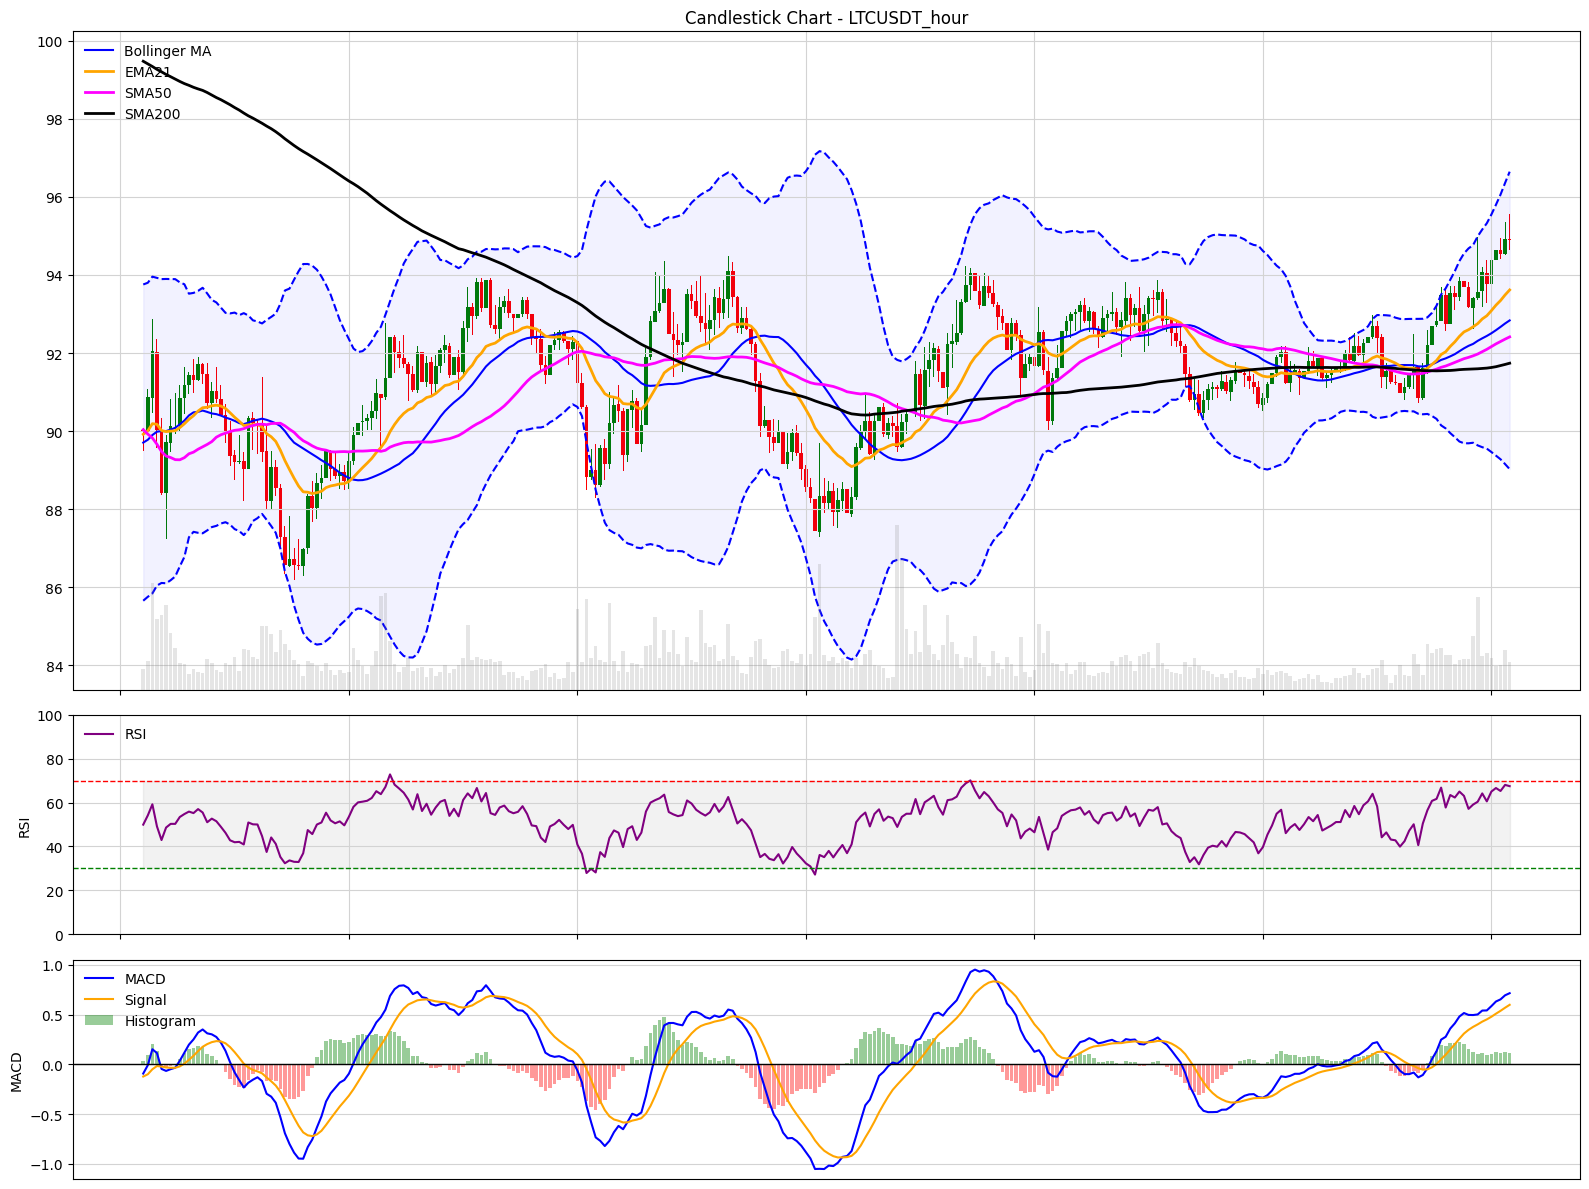 Candlestick Chart - LTCUSDT_hour
100
98
96
94
92
90
88
86
84
Bollinger MA
EMA21
SMA50
SMA200
100
80
60
40
20
0
RSI
RSI
1.0
0.5
0.0
−0.5
−1.0
MACD
MACD
Signal
Histogram